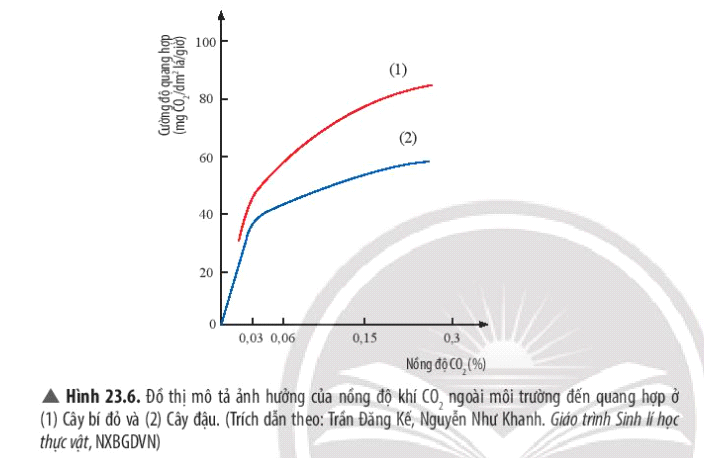 Cường độ quang hợp
(mg CO₂/dm² lá/giờ)
100
80
60
40
20
0
(1)
(2)
0,03 0,06 0,15 0,3
Nồng độ CO₂ (%)
▲ Hình 23.6. Đồ thị mô tả ảnh hưởng của nồng độ khí CO₂ ngoài môi trường đến quang hợp ở
(1) Cây bí đỏ và (2) Cây đậu. (Trích dẫn theo: Trần Đăng Kế, Nguyễn Như Khanh. Giáo trình Sinh lí học
thực vật, NXBGDVN)